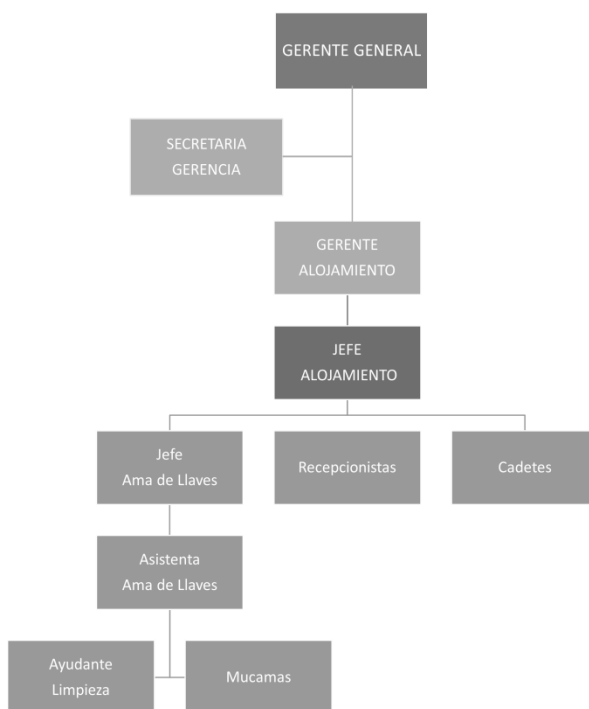 GERENTE GENERAL
SECRETARIA
GERENCIA
GERENTE
ALOJAMIENTO
JEFE
ALOJAMIENTO
Jefe
Ama de Llaves
Recepcionistas
Cadetes
Asistenta
Ama de Llaves
Ayudante
Limpieza
Mucamas